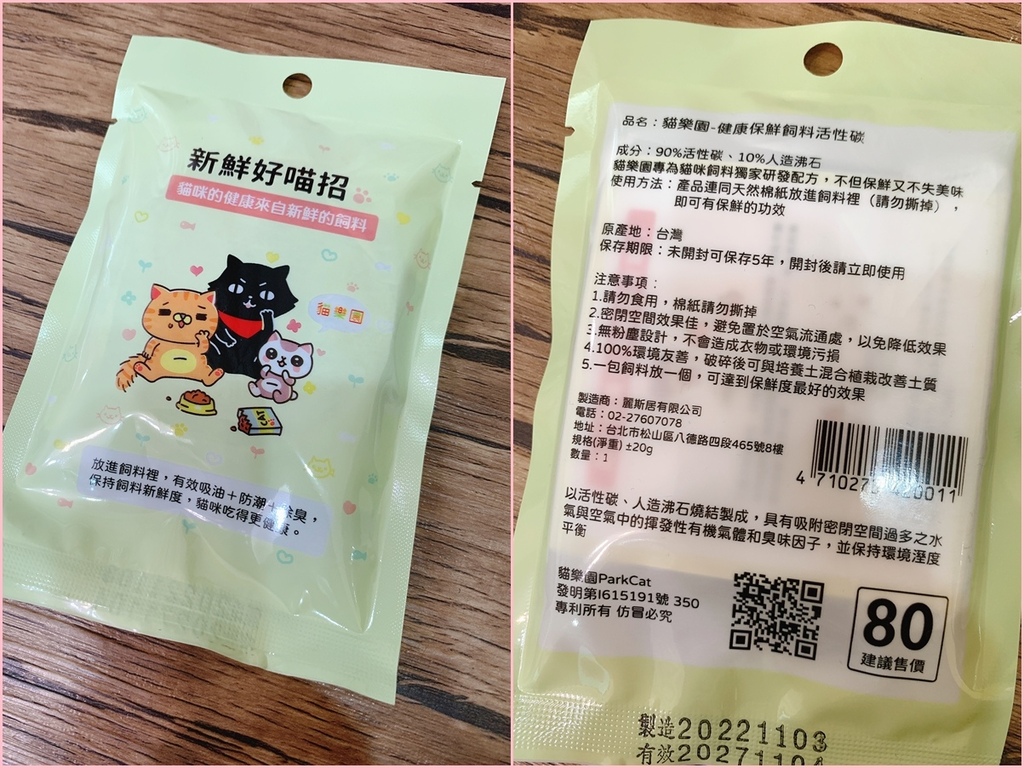 新鮮好喵招
貓咪的健康來自新鮮的飼料
貓樂園
CAT
放進飼料裡，有效吸油＋防潮＋除臭，
保持飼料新鮮度，貓咪吃得更健康。
品名：貓樂園-健康保鮮飼料活性碳
成分：90%活性碳、10%人造沸石
貓樂園專為貓咪飼料獨家研發配方，不但保鮮又不失美味
使用方法：產品連同天然棉紙放進飼料裡（請勿撕掉），
即可有保鮮的功效
原產地：台灣
保存期限：未開封可保存5年，開封後請立即使用
注意事項：
1.請勿食用，棉紙請勿撕掉
2.密閉空間效果佳，避免置於空氣流通處，以免降低效果
3.無粉塵設計，不會造成衣物或環境污損
4.100%環境友善，破碎後可與培養土混合植栽改善土質
5.一包飼料放一個，可達到保鮮度最好的效果
製造商：麗斯居有限公司
電話：02-27607078
地址：台北市松山區八德路四段465號8樓
規格(淨重) ±20g
數量：1
以活性碳、人造沸石燒結製成，具有吸附密閉空間過多之水
氣與空氣中的揮發性有機氣體和臭味因子，並保持環境溼度
平衡
貓樂園ParkCat
發明第I615191號 350
專利所有 仿冒必究
80
建議售價
製造20221103
有效20271104